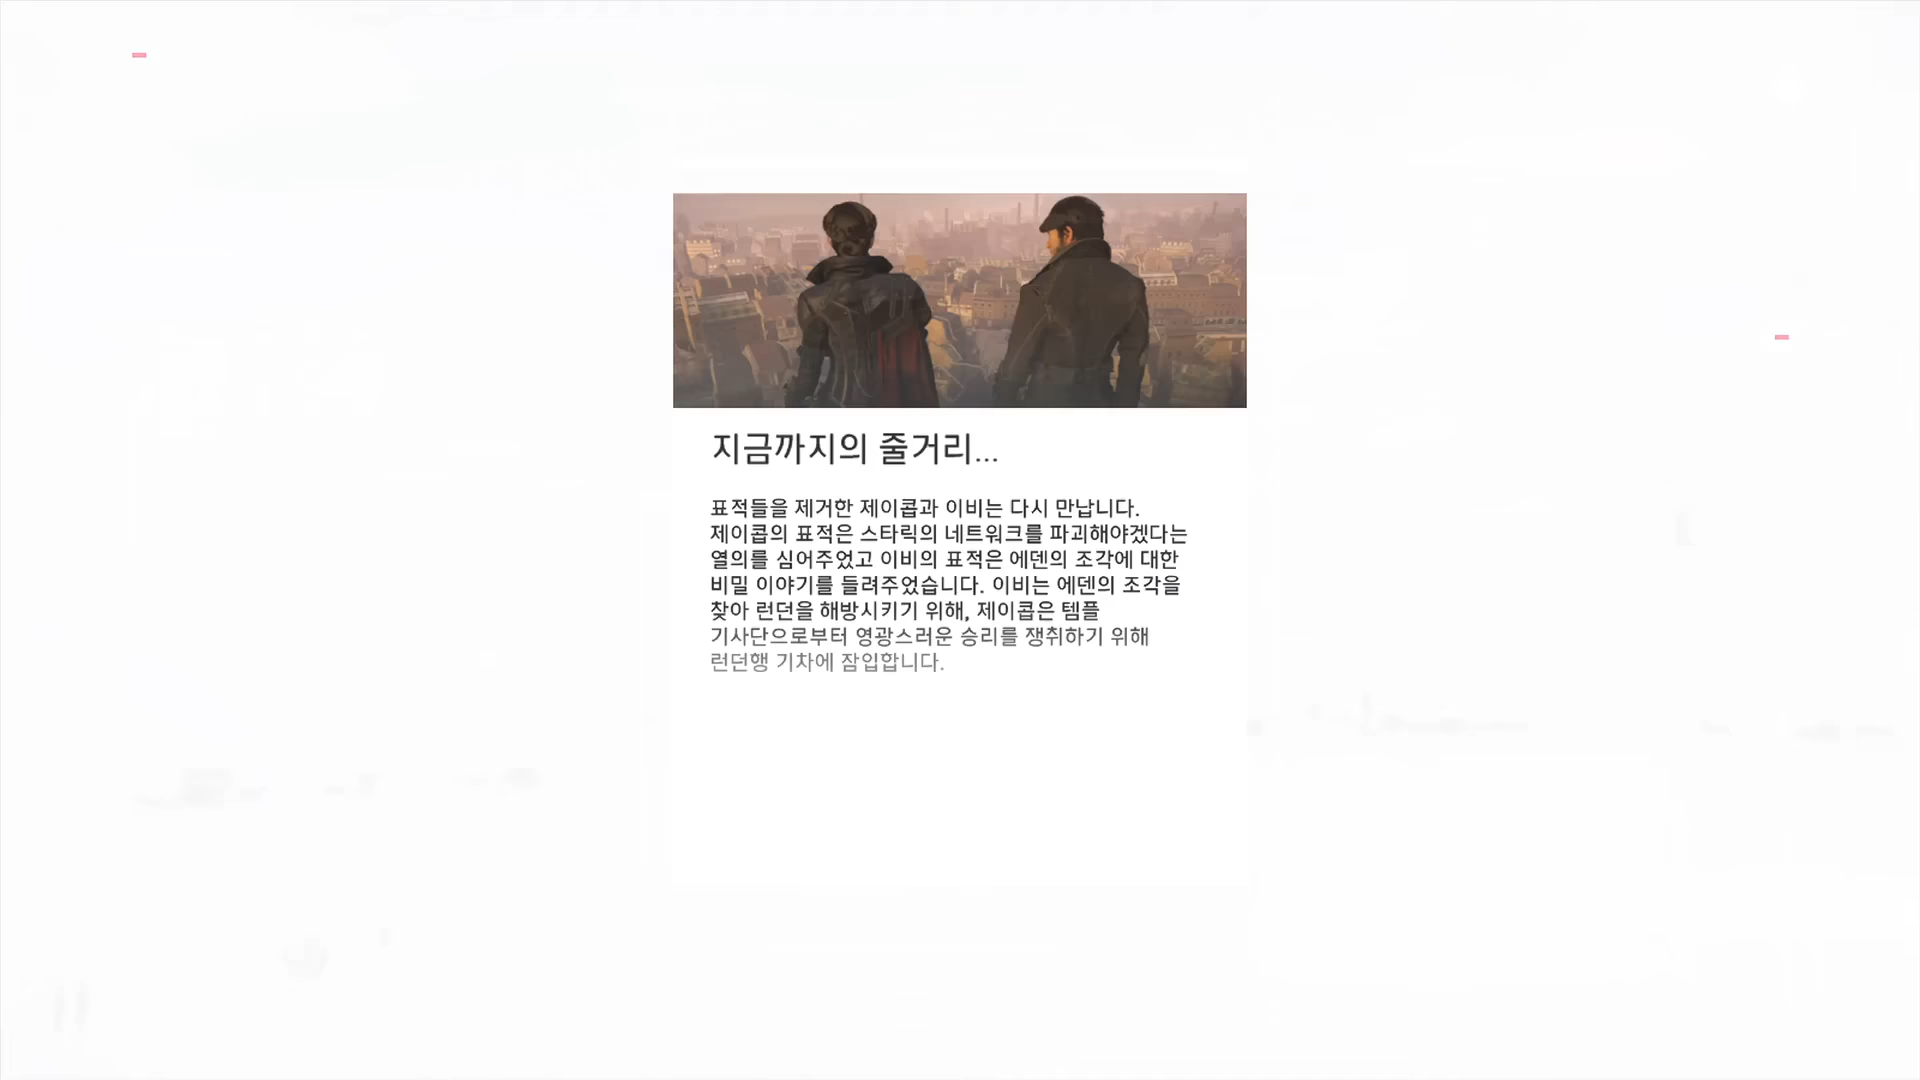 지금까지의 줄거리...
표적들을 제거한 제이콥과 이비는 다시 만납니다.
제이콥의 표적은 스타릭의 네트워크를 파괴해야겠다는
열의를 심어주었고 이비의 표적은 에덴의 조각에 대한
비밀 이야기를 들려주었습니다. 이비는 에덴의 조각을
찾아 런던을 해방시키기 위해, 제이콥은 템플
기사단으로부터 영광스러운 승리를 쟁취하기 위해
런던행 기차에 잠입합니다.